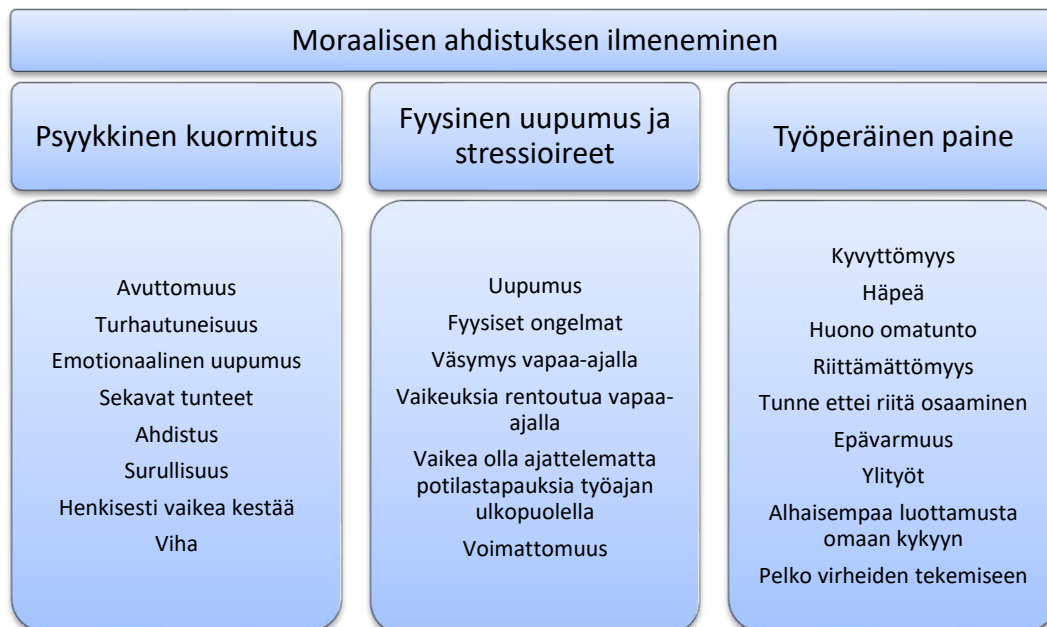 Moraalisen ahdistuksen ilmeneminen
Psyykkinen kuormitus
Avuttomuus
Turhautuneisuus
Emotionaalinen uupumus
Sekavat tunteet
Ahdistus
Surullisuus
Henkisesti vaikea kestää
Viha
Fyysinen uupumus ja
stressioireet
Uupumus
Fyysiset ongelmat
Väsymys vapaa-ajalla
Vaikeuksia rentoutua vapaa-
ajalla
Vaikea olla ajattelematta
potilastapauksia työajan
ulkopuolella
Voimattomuus
Työperäinen paine
Kyvyttömyys
Häpeä
Huono omatunto
Riittämättömyys
Tunne ettei riitä osaaminen
Epävarmuus
Ylityöt
Alhaisempaa luottamusta
omaan kykyyn
Pelko virheiden tekemiseen